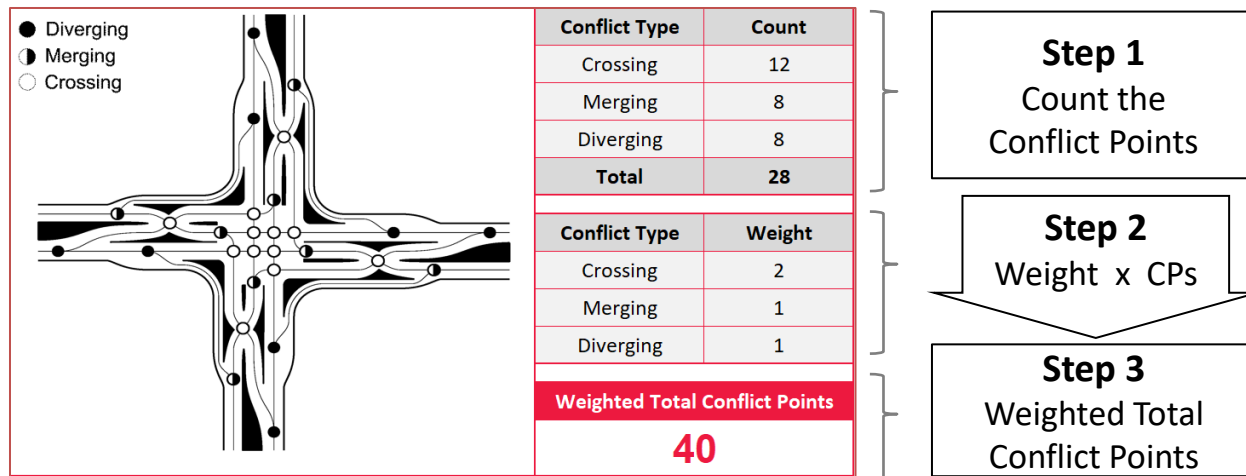 Diverging
Merging
Crossing
Conflict Type Count
Crossing 12
Merging 8
Diverging 8
Total 28
Conflict Type Weight
Crossing 2
Merging 1
Diverging 1
Weighted Total Conflict Points
40
Step 1
Count the
Conflict Points
Step 2
Weight x CPs
Step 3
Weighted Total
Conflict Points